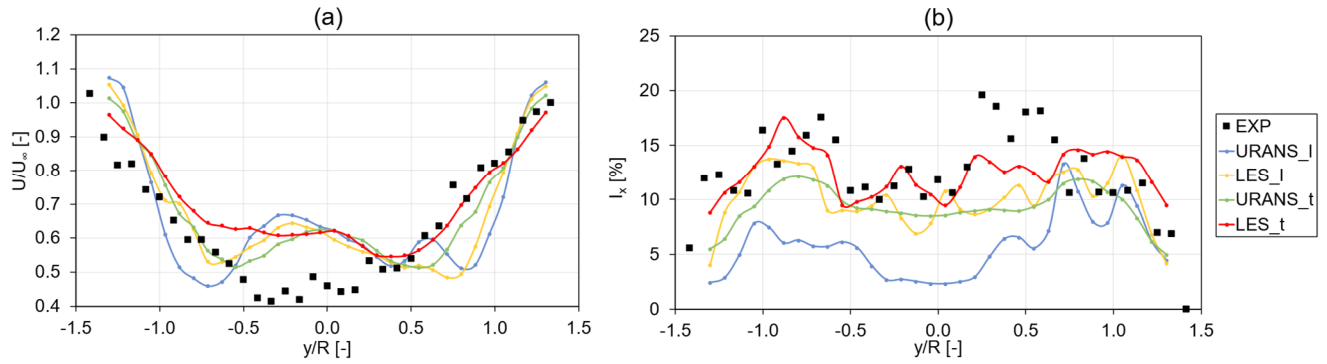 (a)
(b)
U/U∞ [-]
1.2
1.1
1.0
0.9
0.8
0.7
0.6
0.5
0.4
-1.5
-1.0
-0.5
0.0
0.5
1.0
1.5
y/R [-]
Ix [%]
25
20
15
10
5
0
-1.5
-1.0
-0.5
0.0
0.5
1.0
1.5
y/R [-]
EXP
URANS_l
LES_l
URANS_t
LES_t